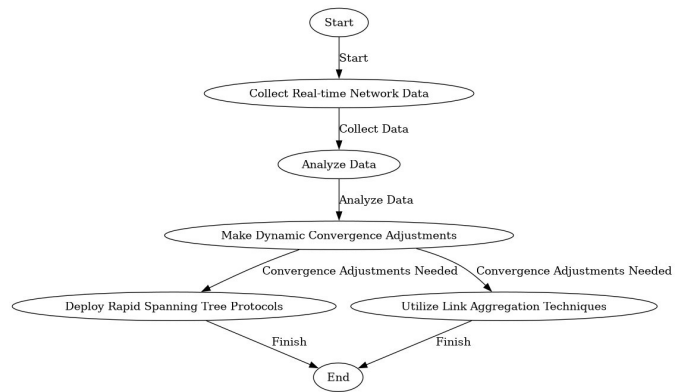 Start
Start
Collect Real-time Network Data
Collect Data
Analyze Data
Analyze Data
Make Dynamic Convergence Adjustments
Convergence Adjustments Needed
Convergence Adjustments Needed
Deploy Rapid Spanning Tree Protocols
Utilize Link Aggregation Techniques
Finish
Finish
End